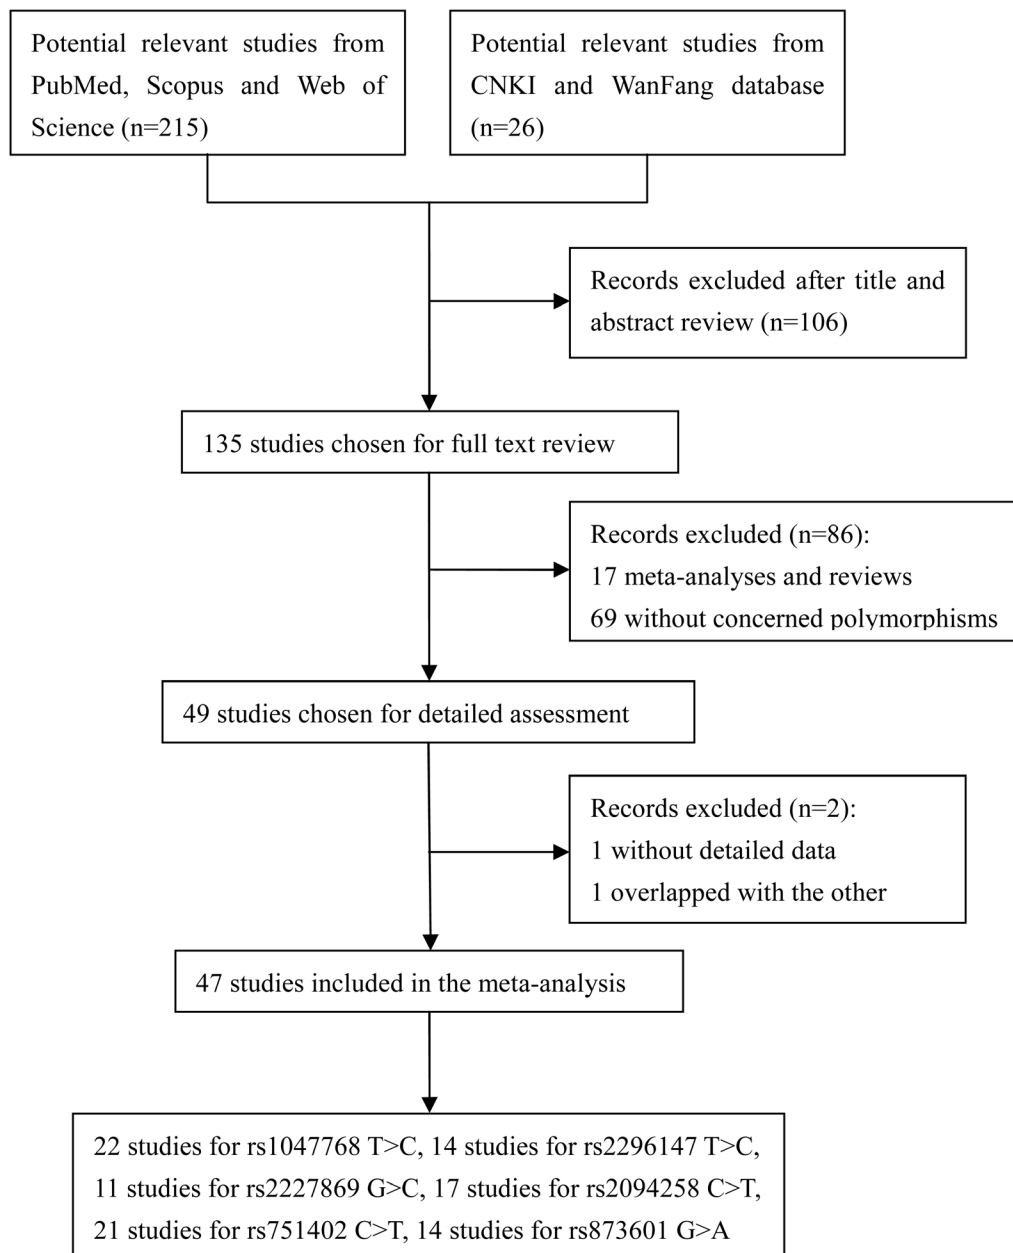 Potential relevant studies from
PubMed, Scopus and Web of
Science (n=215)
Potential relevant studies from
CNKI and WanFang database
(n=26)
Records excluded after title and
abstract review (n=106)
135 studies chosen for full text review
Records excluded (n=86):
17 meta-analyses and reviews
69 without concerned polymorphisms
49 studies chosen for detailed assessment
Records excluded (n=2):
1 without detailed data
1 overlapped with the other
47 studies included in the meta-analysis
22 studies for rs1047768 T>C, 14 studies for rs2296147 T>C,
11 studies for rs2227869 G>C, 17 studies for rs2094258 C>T,
21 studies for rs751402 C>T, 14 studies for rs873601 G>A